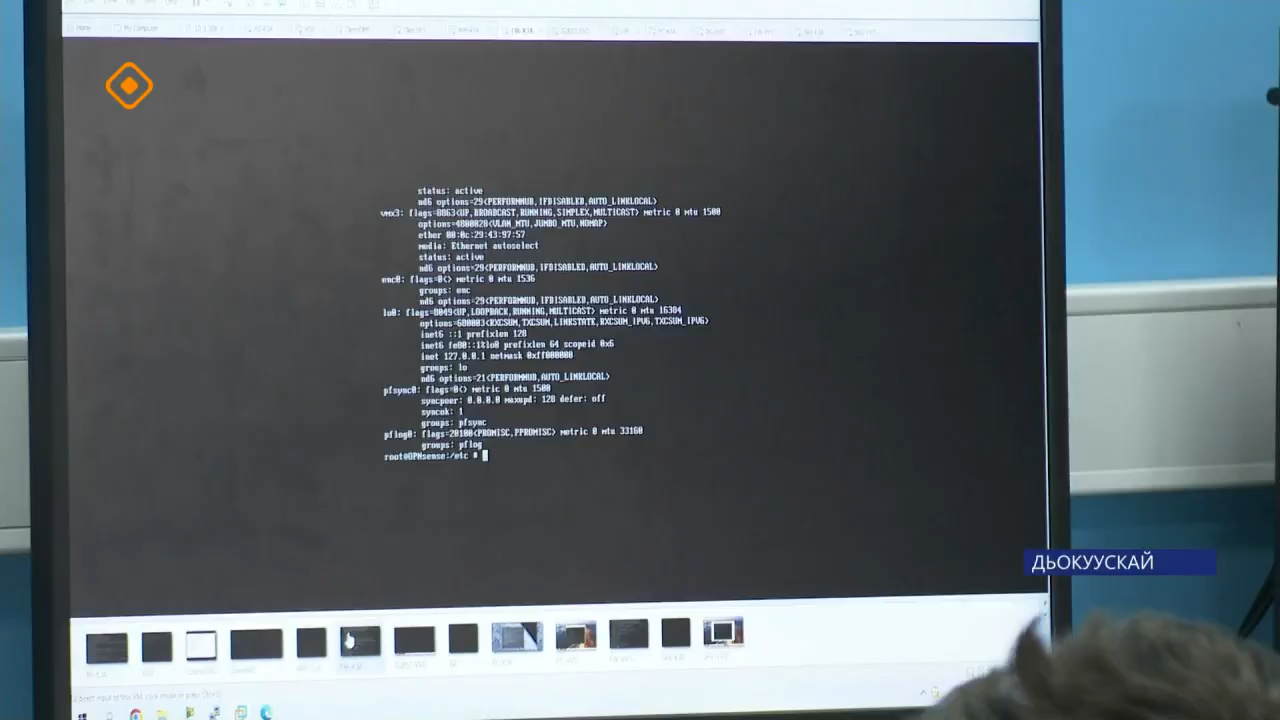 Home
My Computer
status: active
nd6 options=29<PERFORMNUD,IFDISABLED,AUTO_LINKLOCAL>
vmx3: flags=8863<UP,BROADCAST,RUNNING,SIMPLEX,MULTICAST> metric 0 mtu 1500
options=4800028<VLAN_MTU,JUMBO_MTU,NOMAP>
ether 00:0c:29:43:97:57
media: Ethernet autoselect
status: active
nd6 options=29<PERFORMNUD,IFDISABLED,AUTO_LINKLOCAL>
enc0: flags=0<> metric 0 mtu 1536
groups: enc
nd6 options=29<PERFORMNUD,IFDISABLED,AUTO_LINKLOCAL>
lo0: flags=8049<UP,LOOPBACK,RUNNING,MULTICAST> metric 0 mtu 16384
options=680003<RXCSUM,TXCSUM,LINKSTATE,RXCSUM_IPV6,TXCSUM_IPV6>
inet6 ::1 prefixlen 128
inet6 fe80::1%lo0 prefixlen 64 scopeid 0x6
inet 127.0.0.1 netmask 0xff000000
groups: lo
nd6 options=21<PERFORMNUD,AUTO_LINKLOCAL>
pfsync0: flags=0<> metric 0 mtu 1500
syncpeer: 0.0.0.0 maxupd: 128 defer: off
syncok: 1
groups: pfsync
pflog0: flags=20100<PROMISC,PPROMISC> metric 0 mtu 33160
groups: pflog
root@OPNsense:/etc #
ДЬОКУУСКАЙ